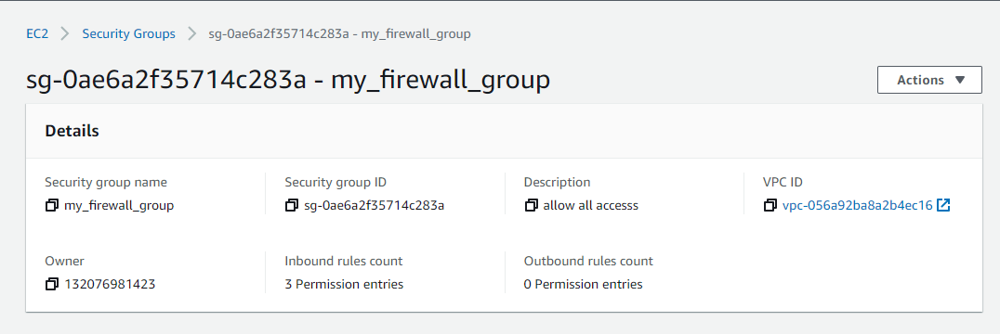 EC2 > Security Groups > sg-0ae6a2f35714c283a - my_firewall_group
sg-0ae6a2f35714c283a - my_firewall_group
Actions
Details
Security group name
my_firewall_group
Security group ID
sg-0ae6a2f35714c283a
Description
allow all accesss
VPC ID
vpc-056a92ba8a2b4ec16
Owner
132076981423
Inbound rules count
3 Permission entries
Outbound rules count
0 Permission entries